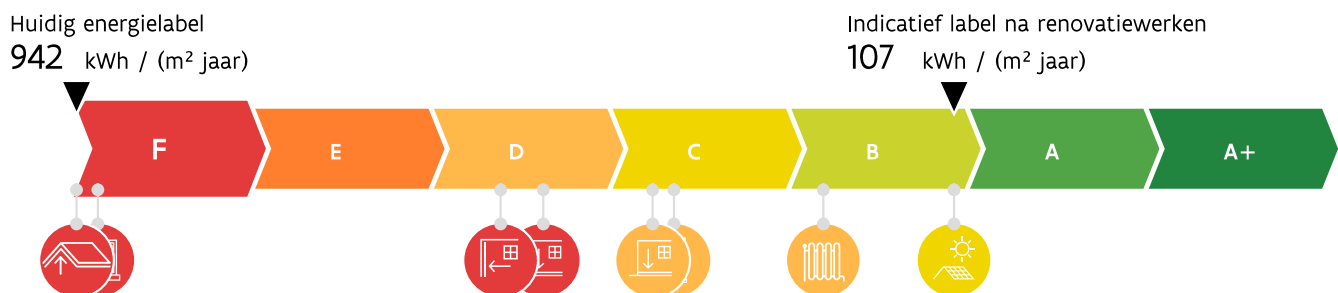 Huidig energielabel
942 kWh / (m² jaar)
Indicatief label na renovatiewerken
107 kWh / (m² jaar)
F E D C B A A+